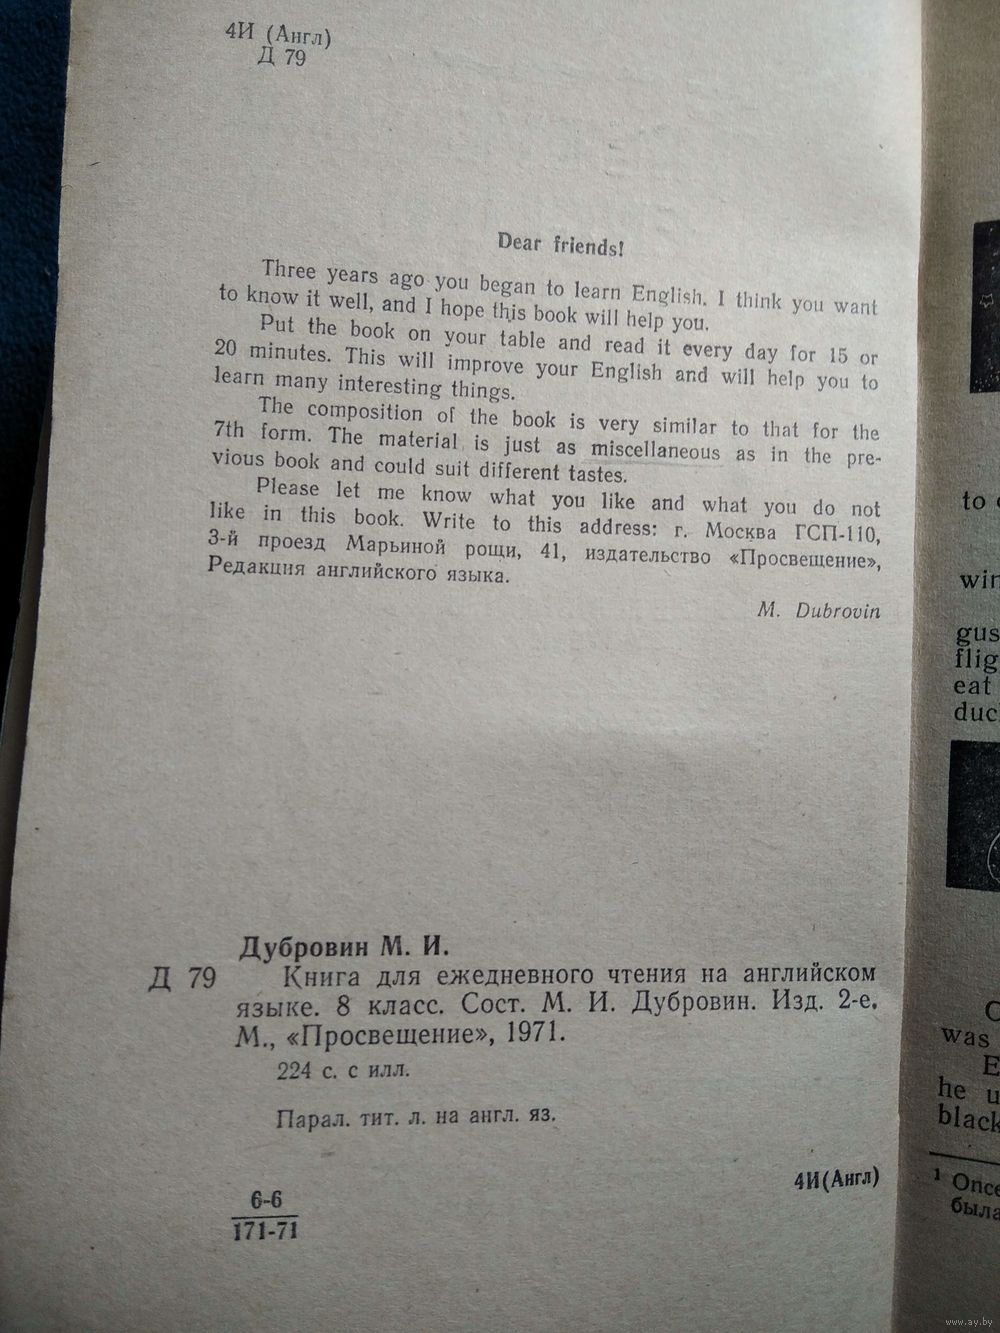 4И (Англ)
Д 79
Dear friends!
Three years ago you began to learn English. I think you want
to know it well, and I hope this book will help you.
Put the book on your table and read it every day for 15 or
20 minutes. This will improve your English and will help you to
learn many interesting things.
The composition of the book is very similar to that for the
7th form. The material is just as miscellaneous as in the pre-
vious book and could suit different tastes.
Please let me know what you like and what you do not
like in this book. Write to this address: г. Москва ГСП-110,
3-й проезд Марьиной рощи, 41, издательство «Просвещение»,
Редакция английского языка.
M. Dubrovin
Дубровин М. И.
Д 79 Книга для ежедневного чтения на английском
языке. 8 класс. Сост. М. И. Дубровин. Изд. 2-е.
М., «Просвещение», 1971.
224 с. с илл.
Парал. тит. л. на англ. яз.
6-6
171-71
4И(Англ)
to
eat
was
he
black
1 Once
была
www.ay.by